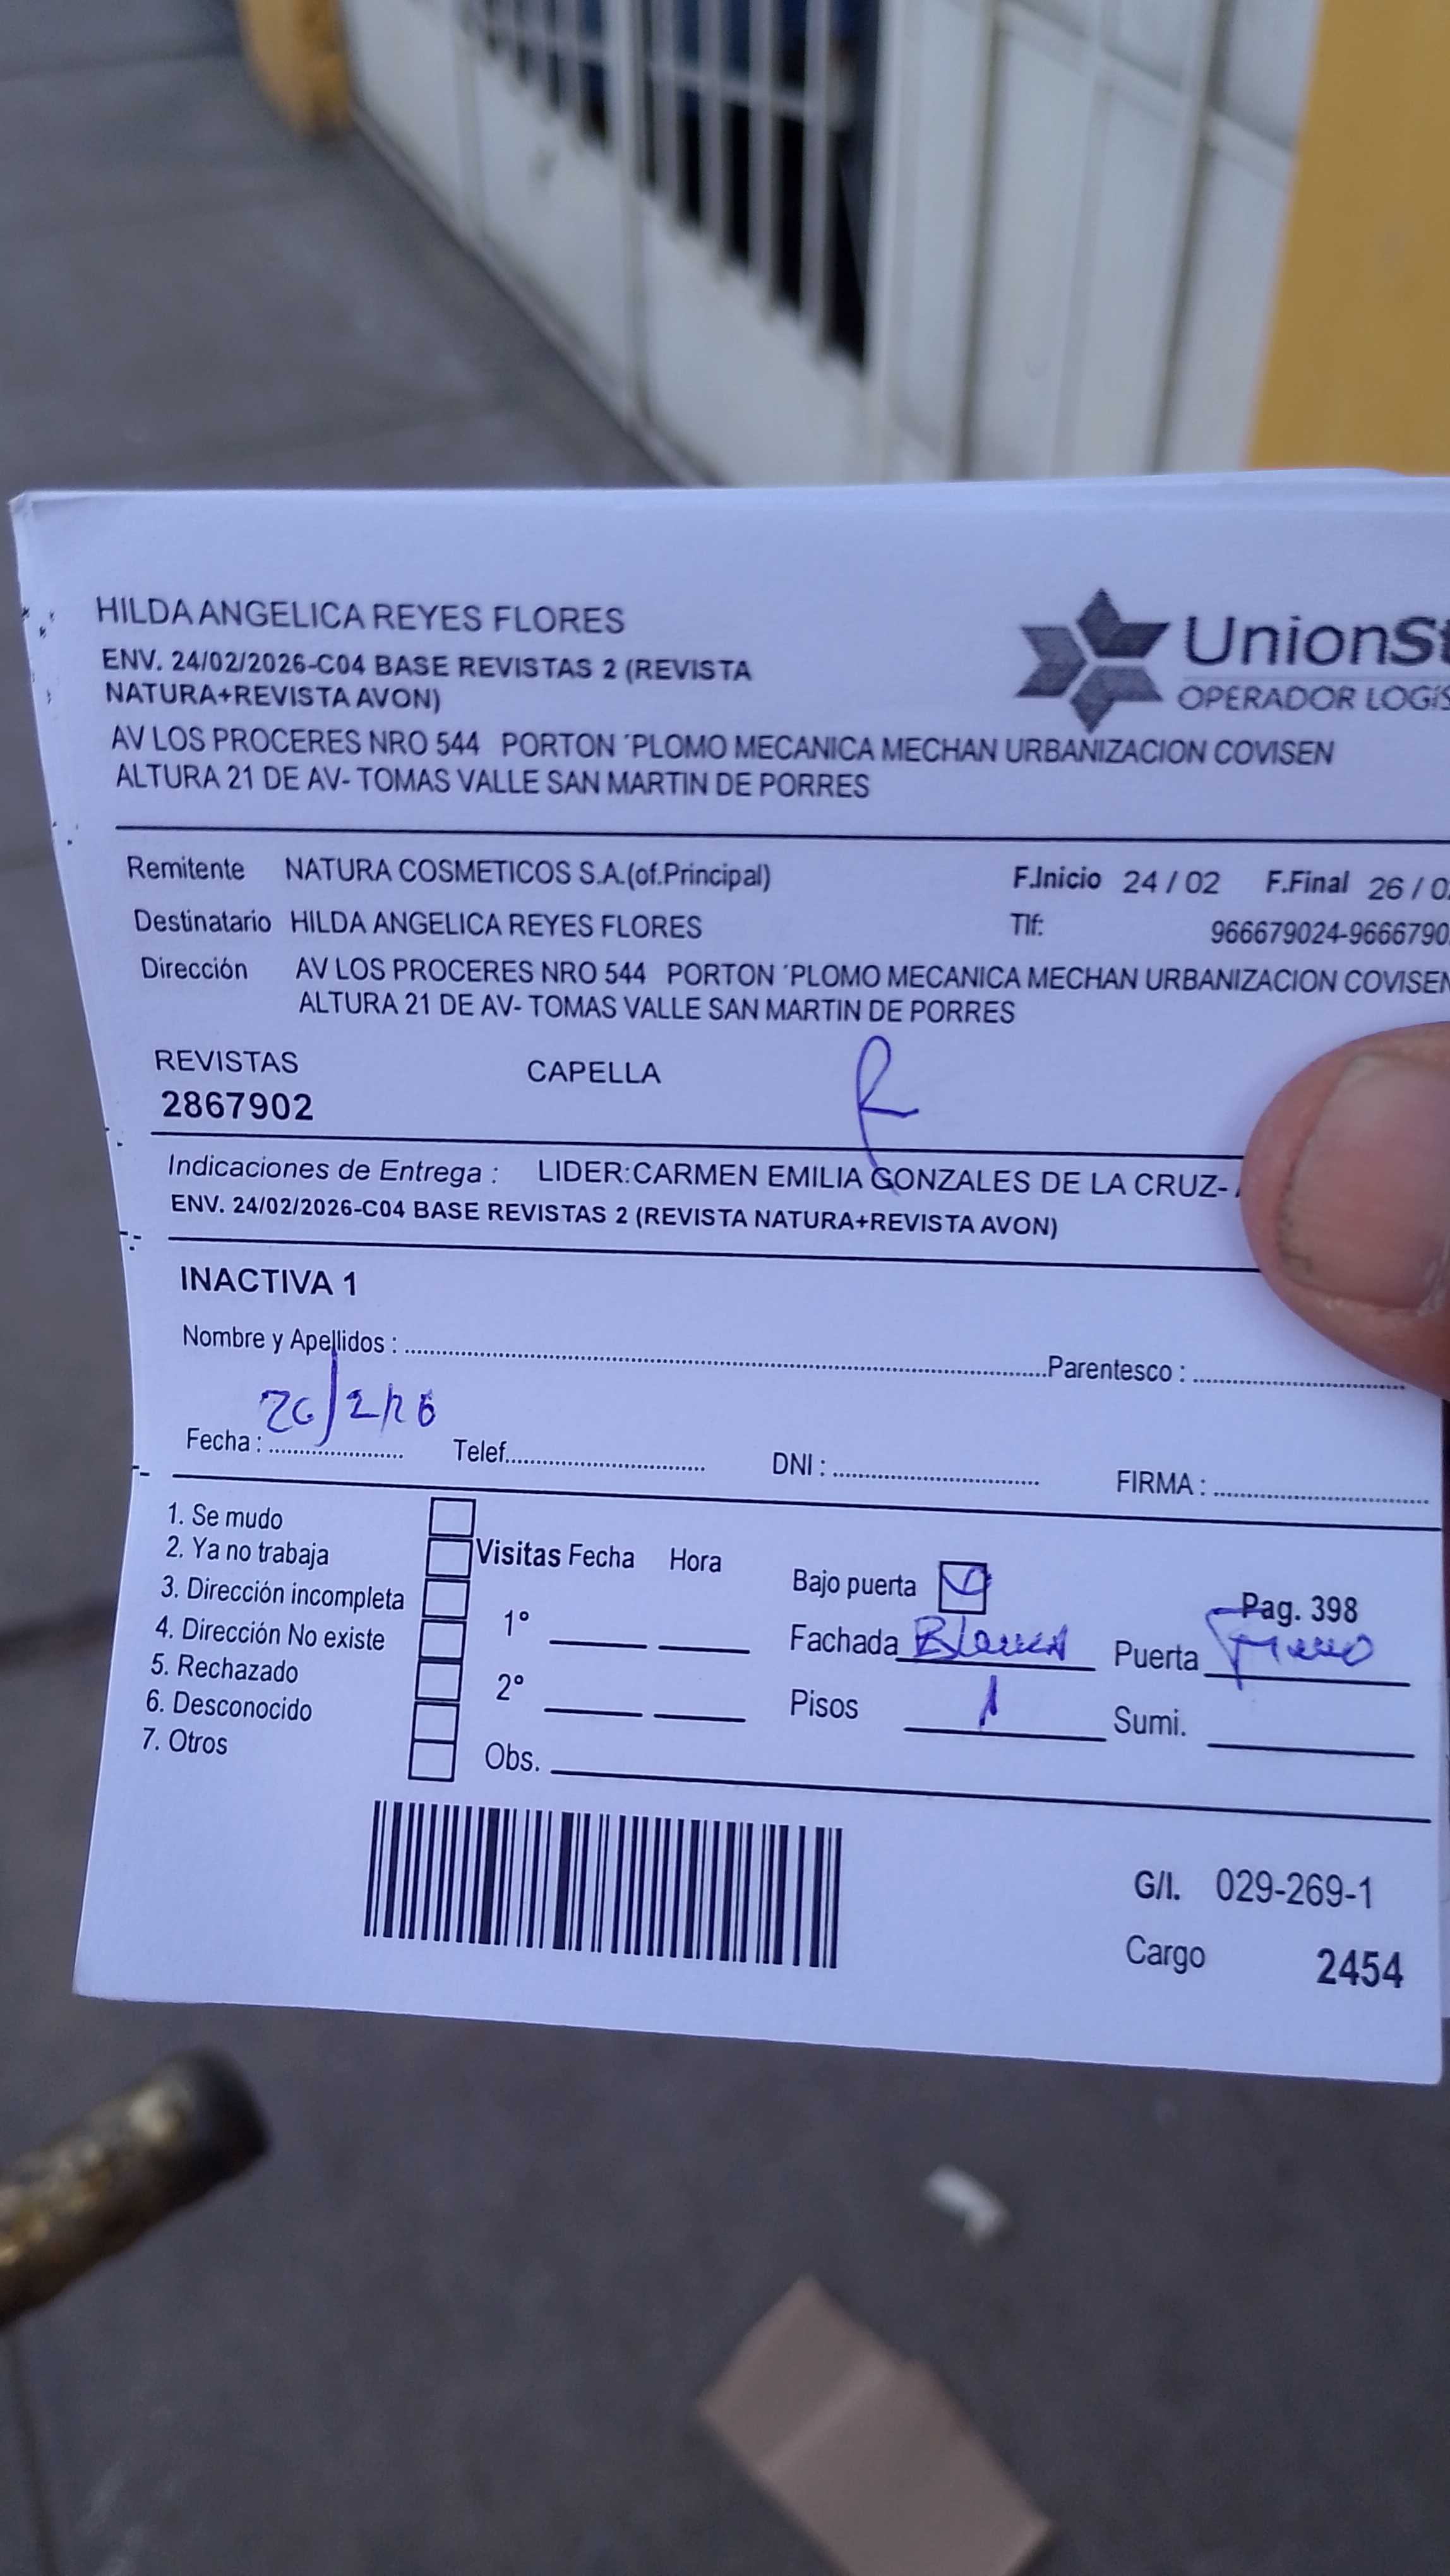 HILDA ANGELICA REYES FLORES
ENV. 24/02/2026-C04 BASE REVISTAS 2 (REVISTA
NATURA+REVISTA AVON)
UnionSt
OPERADOR LOGÍS
AV LOS PROCERES NRO 544 PORTON ´PLOMO MECANICA MECHAN URBANIZACION COVISEN
ALTURA 21 DE AV- TOMAS VALLE SAN MARTIN DE PORRES
Remitente NATURA COSMETICOS S.A.(of.Principal) F.Inicio 24 / 02 F.Final 26 / 0
Destinatario HILDA ANGELICA REYES FLORES Tlf: 966679024-9666790
Dirección AV LOS PROCERES NRO 544 PORTON ´PLOMO MECANICA MECHAN URBANIZACION COVISEN
ALTURA 21 DE AV- TOMAS VALLE SAN MARTIN DE PORRES
REVISTAS CAPELLA
2867902
Indicaciones de Entrega : LIDER:CARMEN EMILIA GONZALES DE LA CRUZ-
ENV. 24/02/2026-C04 BASE REVISTAS 2 (REVISTA NATURA+REVISTA AVON)
INACTIVA 1
Nombre y Apellidos : Parentesco :
Fecha : 26/2/26 Telef. DNI : FIRMA :
1. Se mudo
2. Ya no trabaja
3. Dirección incompleta
4. Dirección No existe
5. Rechazado
6. Desconocido
7. Otros
Visitas Fecha Hora
1°
2°
Obs.
Bajo puerta Pag. 398
Fachada Blanca Puerta
Pisos 1 Sumi.
G/I. 029-269-1
Cargo 2454